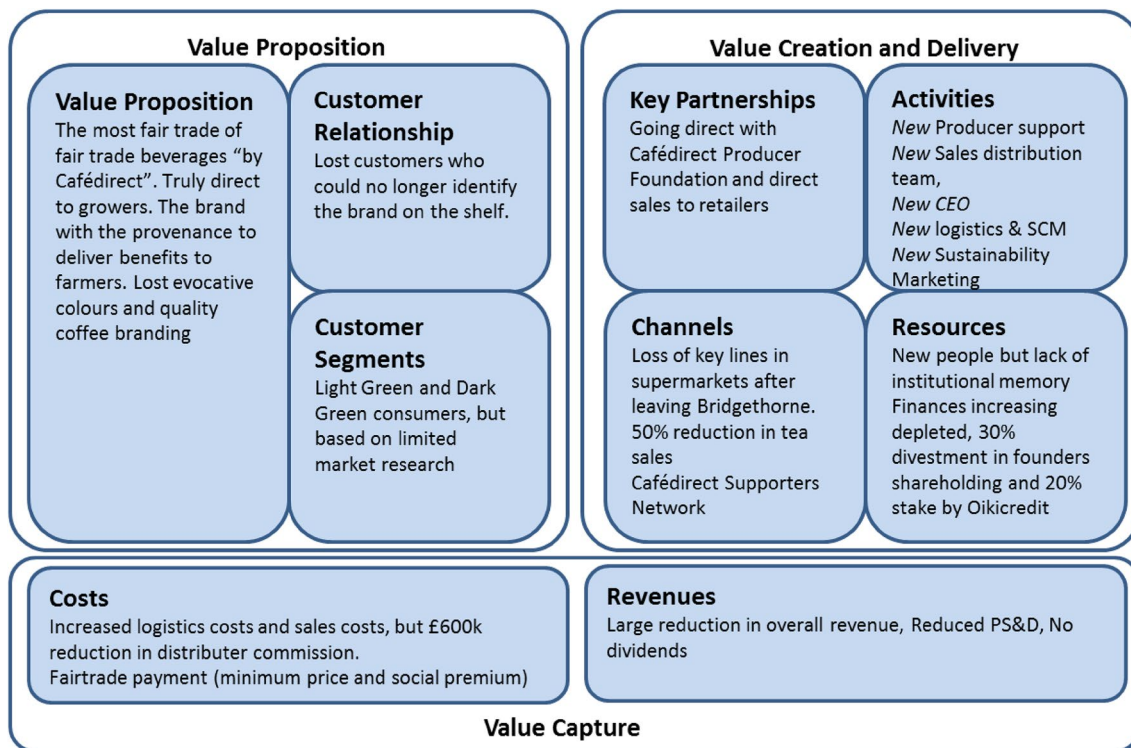 Value Proposition
Value Proposition
The most fair trade of
fair trade beverages “by
Cafédirect”. Truly direct
to growers. The brand
with the provenance to
deliver benefits to
farmers. Lost evocative
colours and quality
coffee branding
Customer
Relationship
Lost customers who
could no longer identify
the brand on the shelf.
Customer
Segments
Light Green and Dark
Green consumers, but
based on limited
market research
Value Creation and Delivery
Key Partnerships
Going direct with
Cafédirect Producer
Foundation and direct
sales to retailers
Activities
New Producer support
New Sales distribution
team,
New CEO
New logistics & SCM
New Sustainability
Marketing
Channels
Loss of key lines in
supermarkets after
leaving Bridgethorne.
50% reduction in tea
sales
Cafédirect Supporters
Network
Resources
New people but lack of
institutional memory
Finances increasing
depleted, 30%
divestment in founders
shareholding and 20%
stake by Oikicredit
Costs
Increased logistics costs and sales costs, but £600k
reduction in distributer commission.
Fairtrade payment (minimum price and social premium)
Revenues
Large reduction in overall revenue, Reduced PS&D, No
dividends
Value Capture